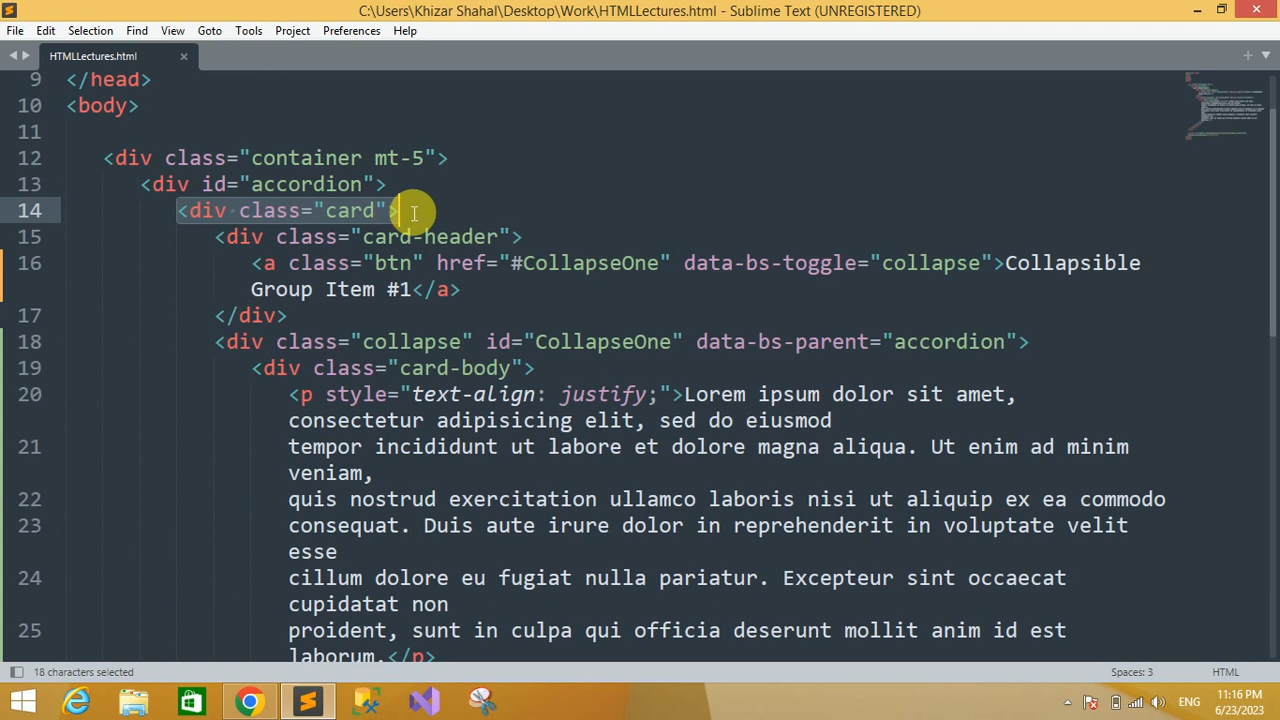 C:\Users\Khizar Shahal\Desktop\Work\HTMLLectures.html - Sublime Text (UNREGISTERED)
File Edit Selection Find View Goto Tools Project Preferences Help
HTMLLectures.html
9 </head>
10 <body>
11
12 <div class="container mt-5">
13 <div id="accordion">
14 <div class="card">
15 <div class="card-header">
16 <a class="btn" href="#CollapseOne" data-bs-toggle="collapse">Collapsible
Group Item #1</a>
17 </div>
18 <div class="collapse" id="CollapseOne" data-bs-parent="accordion">
19 <div class="card-body">
20 <p style="text-align: justify;">Lorem ipsum dolor sit amet,
consectetur adipisicing elit, sed do eiusmod
21 tempor incididunt ut labore et dolore magna aliqua. Ut enim ad minim
veniam,
22 quis nostrud exercitation ullamco laboris nisi ut aliquip ex ea commodo
23 consequat. Duis aute irure dolor in reprehenderit in voluptate velit
esse
24 cillum dolore eu fugiat nulla pariatur. Excepteur sint occaecat
cupidatat non
25 proident, sunt in culpa qui officia deserunt mollit anim id est
laborum.</p>
18 characters selected
Spaces: 3
HTML
ENG
11:16 PM
6/23/2023